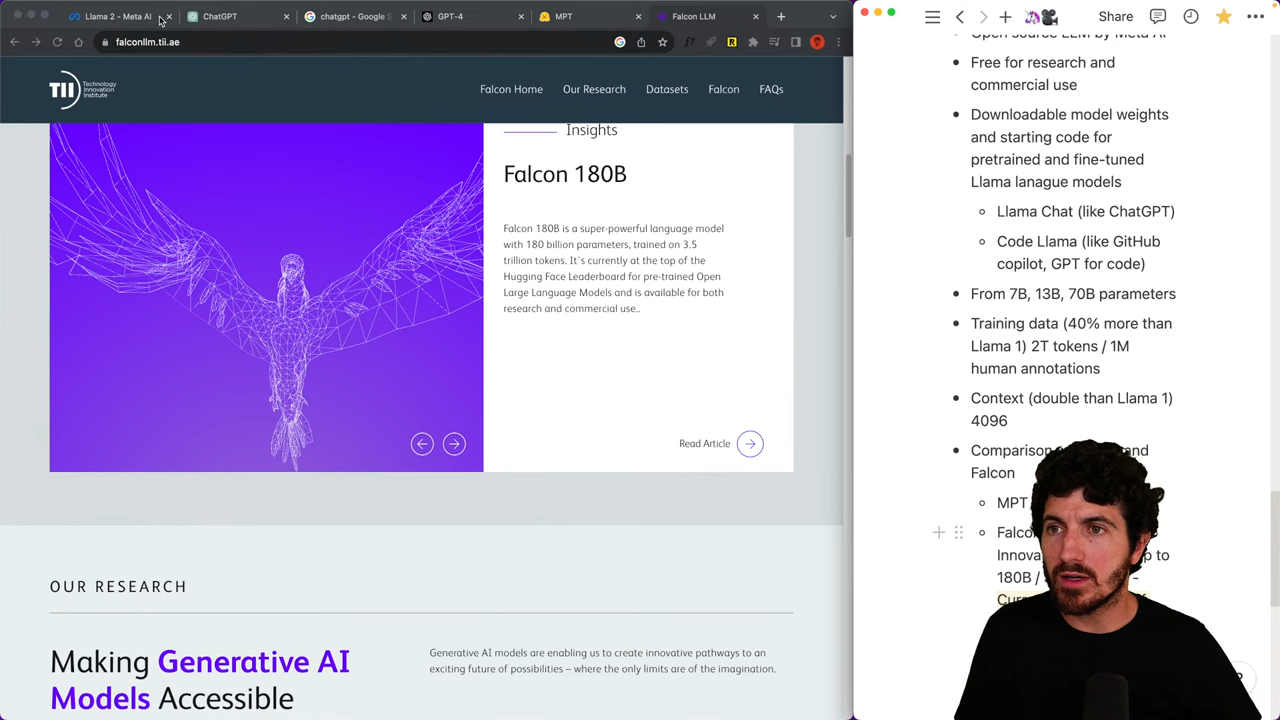 Llama 2 - Meta AI
ChatGPT
t - Google S
GPT-4
MPT
Falcon LLM
falconllm.tii.ae
TII Technology Innovation Institute
Falcon Home
Our Research
Datasets
Falcon
FAQs
Insights
Falcon 180B
Falcon 180B is a super-powerful language model
with 180 billion parameters, trained on 3.5
trillion tokens. It's currently at the top of the
Hugging Face Leaderboard for pre-trained Open
Large Language Models and is available for both
research and commercial use..
Read Article
OUR RESEARCH
Making Generative AI
Models Accessible
Generative AI models are enabling us to create innovative pathways to an
exciting future of possibilities – where the only limits are of the imagination.
Share
Open source LLM by Meta AI
Free for research and
commercial use
Downloadable model weights
and starting code for
pretrained and fine-tuned
Llama lanague models
Llama Chat (like ChatGPT)
Code Llama (like GitHub
copilot, GPT for code)
From 7B, 13B, 70B parameters
Training data (40% more than
Llama 1) 2T tokens / 1M
human annotations
Context (double than Llama 1)
4096
Comparison and
Falcon
MPT
Falco
Innova p to
180B / -